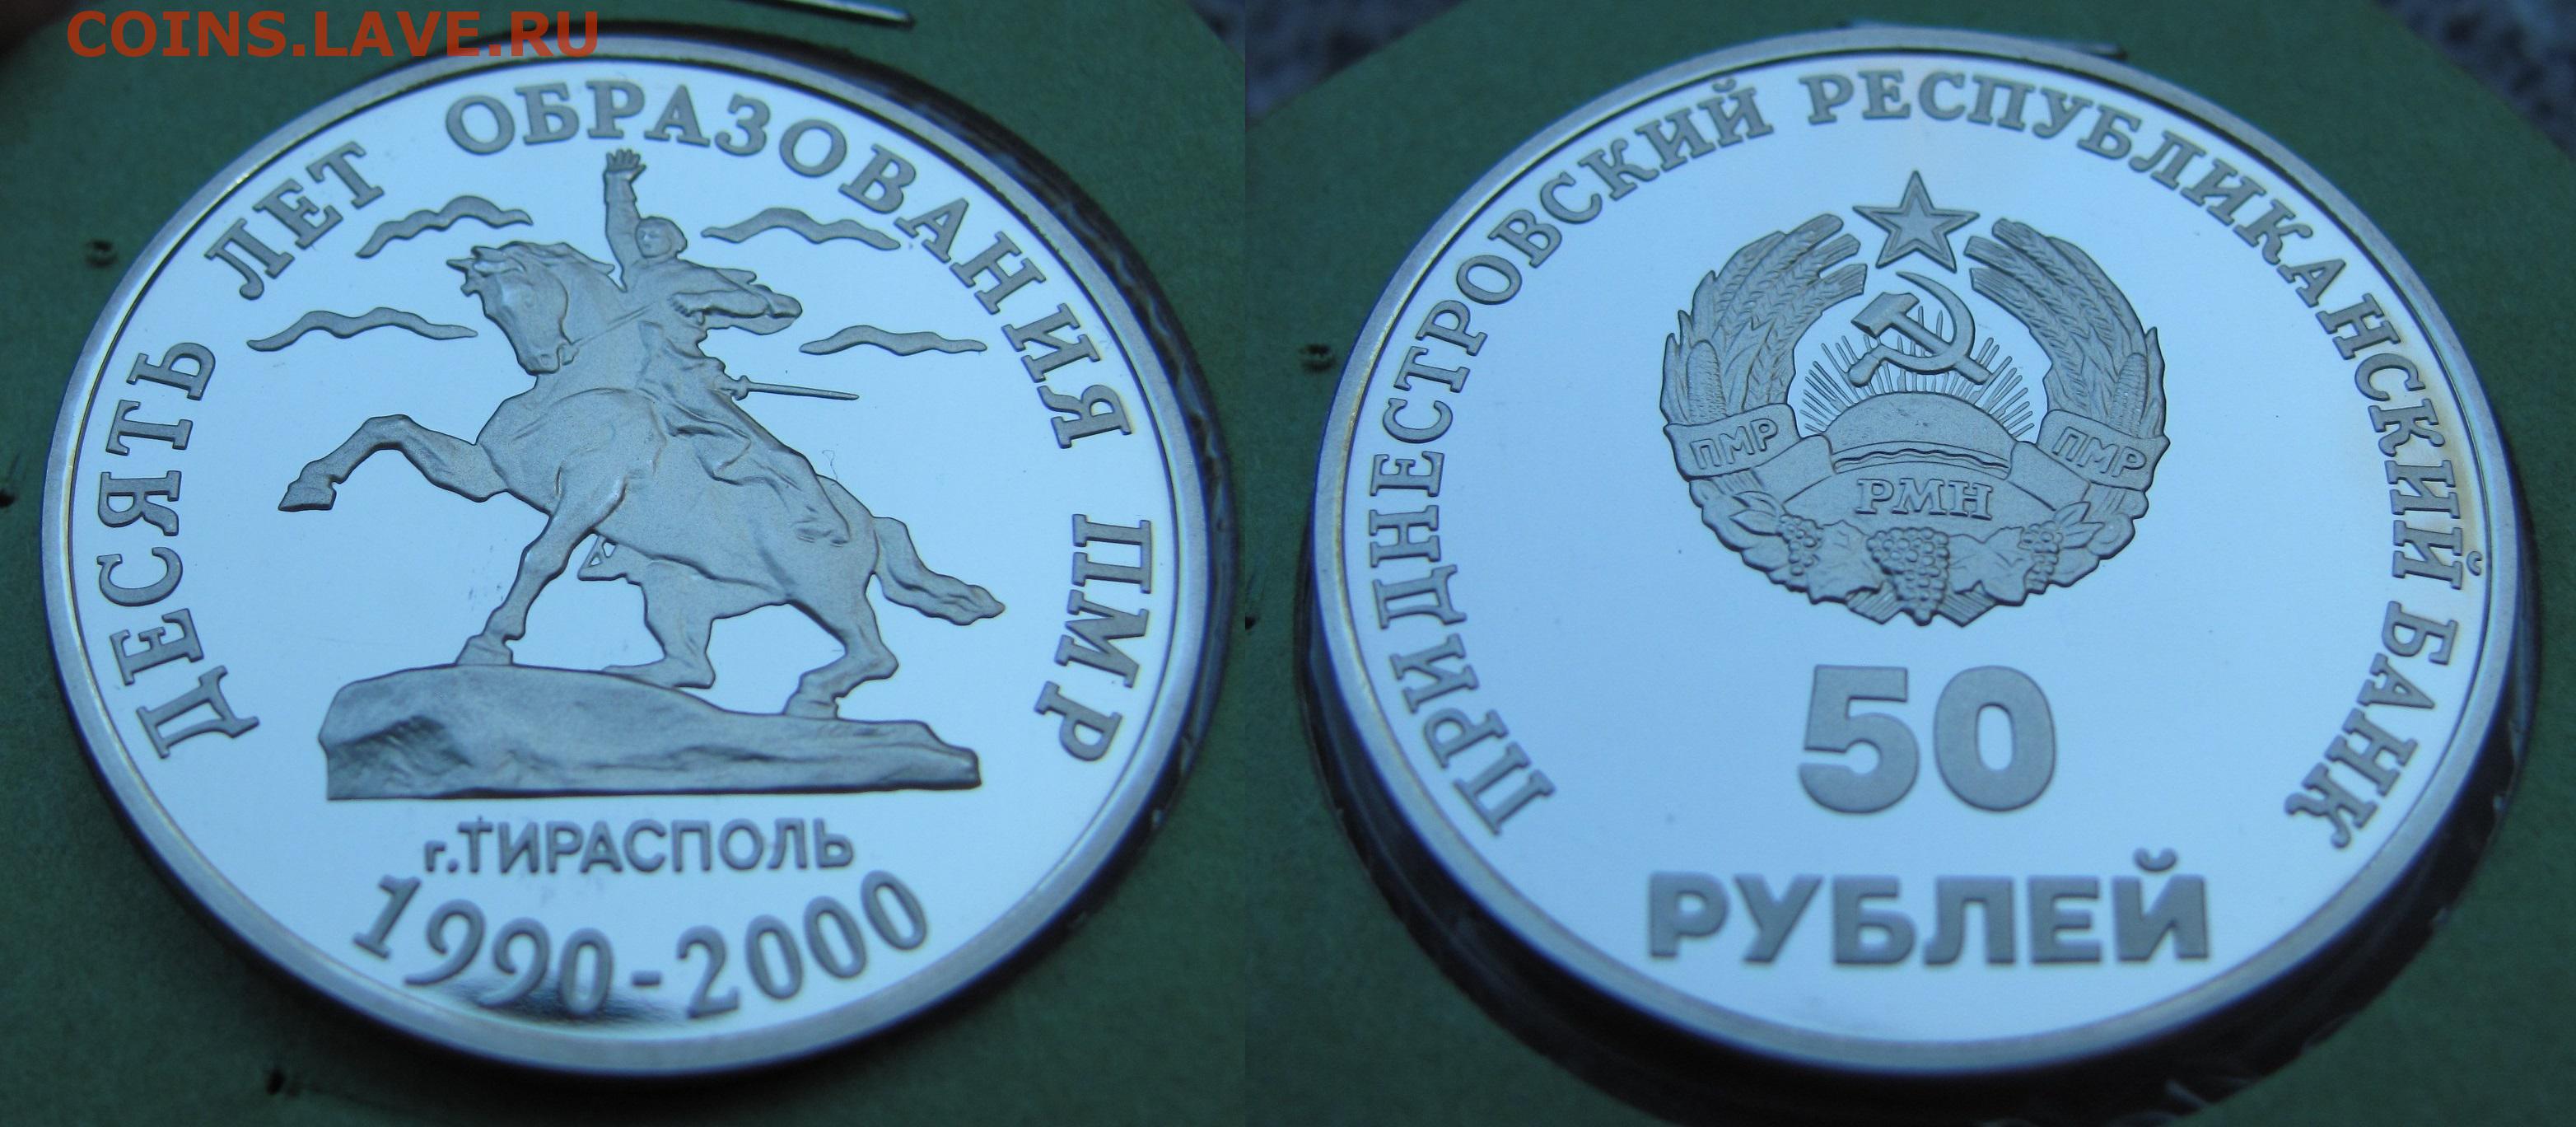 COINS.LAVE.RU
ДЕСЯТЬ ЛЕТ ОБРАЗОВАНИЯ ПМР
г.ТИРАСПОЛЬ
1990-2000
ПРИДНЕСТРОВСКИЙ РЕСПУБЛИКАНСКИЙ БАНК
ПМР
ПМР
РМН
50
РУБЛЕЙ